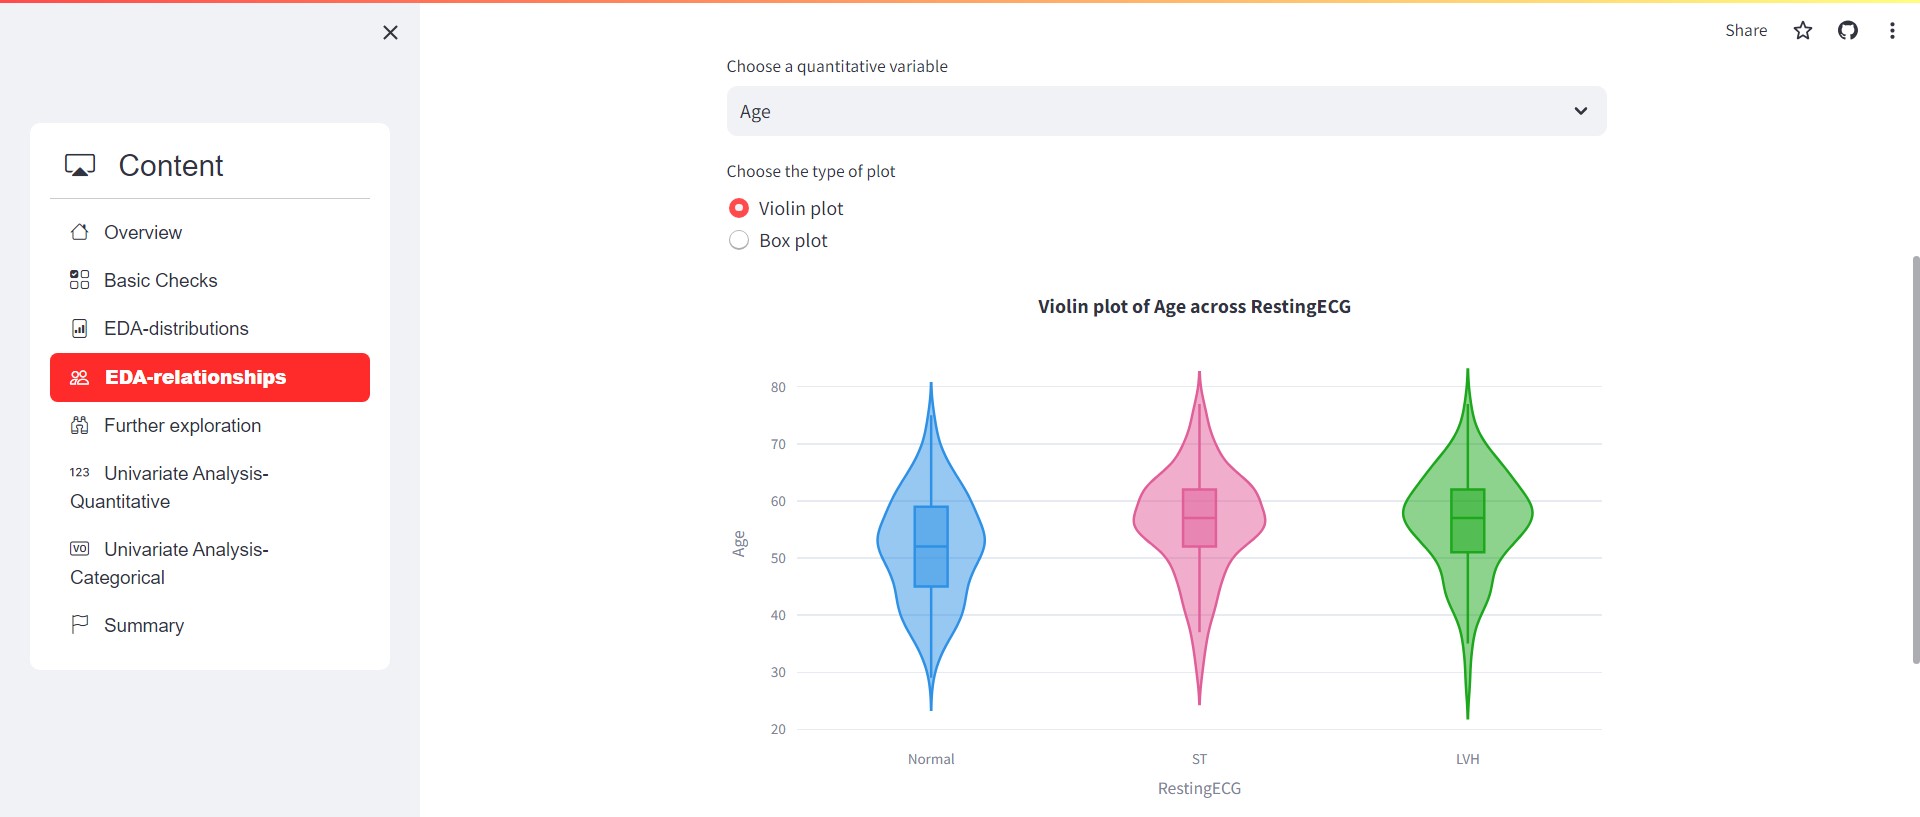 Share
Content
Overview
Basic Checks
EDA-distributions
EDA-relationships
Further exploration
123 Univariate Analysis-
Quantitative
VO Univariate Analysis-
Categorical
Summary
Choose a quantitative variable
Age
Choose the type of plot
Violin plot
Box plot
Violin plot of Age across RestingECG
80
70
60
50
40
30
20
Age
Normal ST LVH
RestingECG